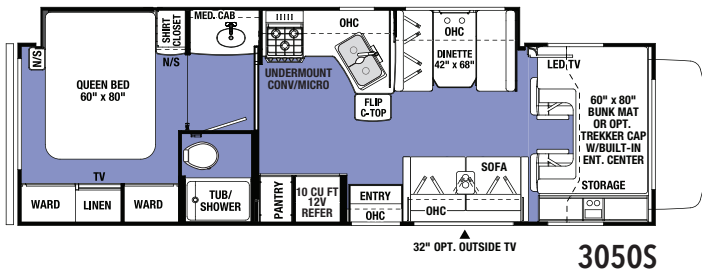 N/S
QUEEN BED
60" x 80"
SHIRT
CLOSET
N/S
MED. CAB
TV
WARD
LINEN
WARD
TUB/
SHOWER
OHC
UNDERMOUNT
CONV/MICRO
FLIP
C-TOP
PANTRY
10 CU FT
12V
REFER
ENTRY
OHC
OHC
DINETTE
42" x 68"
SOFA
OHC
32" OPT. OUTSIDE TV
LED TV
60" x 80"
BUNK MAT
OR OPT.
TREKKER CAP
W/BUILT-IN
ENT. CENTER
STORAGE
3050S